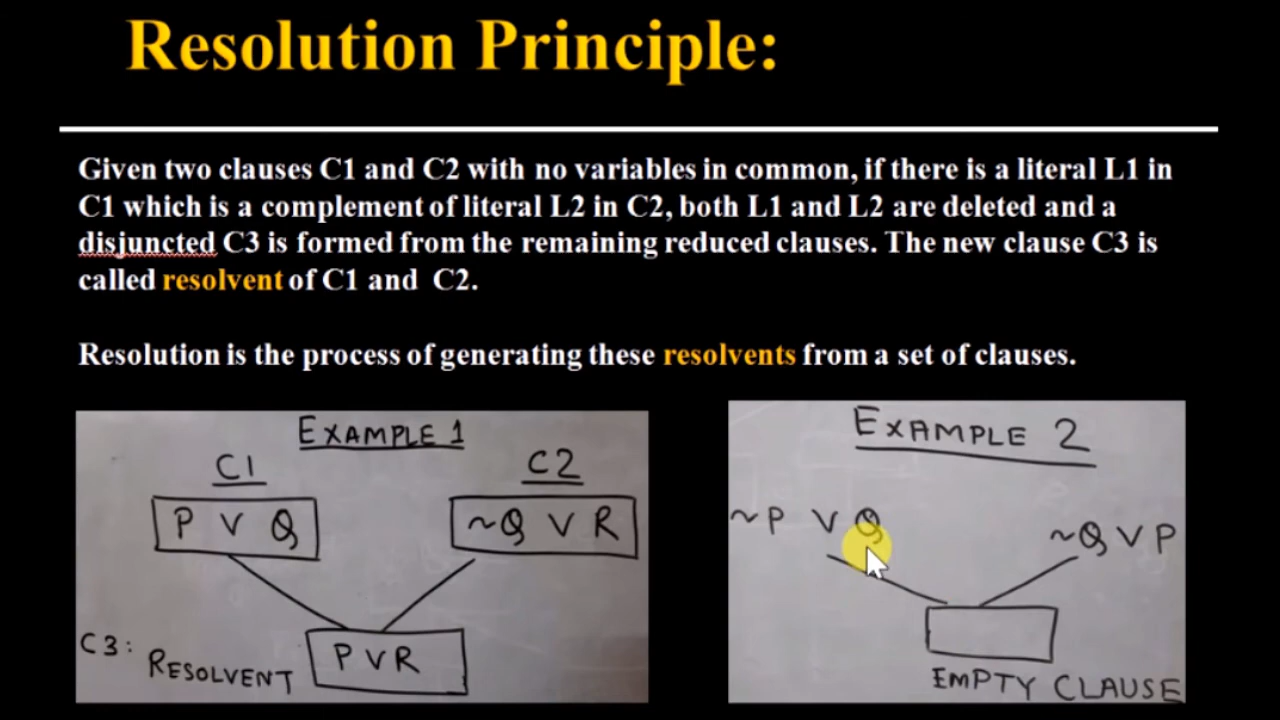 Resolution Principle:
Given two clauses C1 and C2 with no variables in common, if there is a literal L1 in
C1 which is a complement of literal L2 in C2, both L1 and L2 are deleted and a
disjuncted C3 is formed from the remaining reduced clauses. The new clause C3 is
called resolvent of C1 and C2.
Resolution is the process of generating these resolvents from a set of clauses.
EXAMPLE 1
C1 C2
P V Q ~Q V R
C3: RESOLVENT P V R
EXAMPLE 2
~P V Q ~Q V P
EMPTY CLAUSE